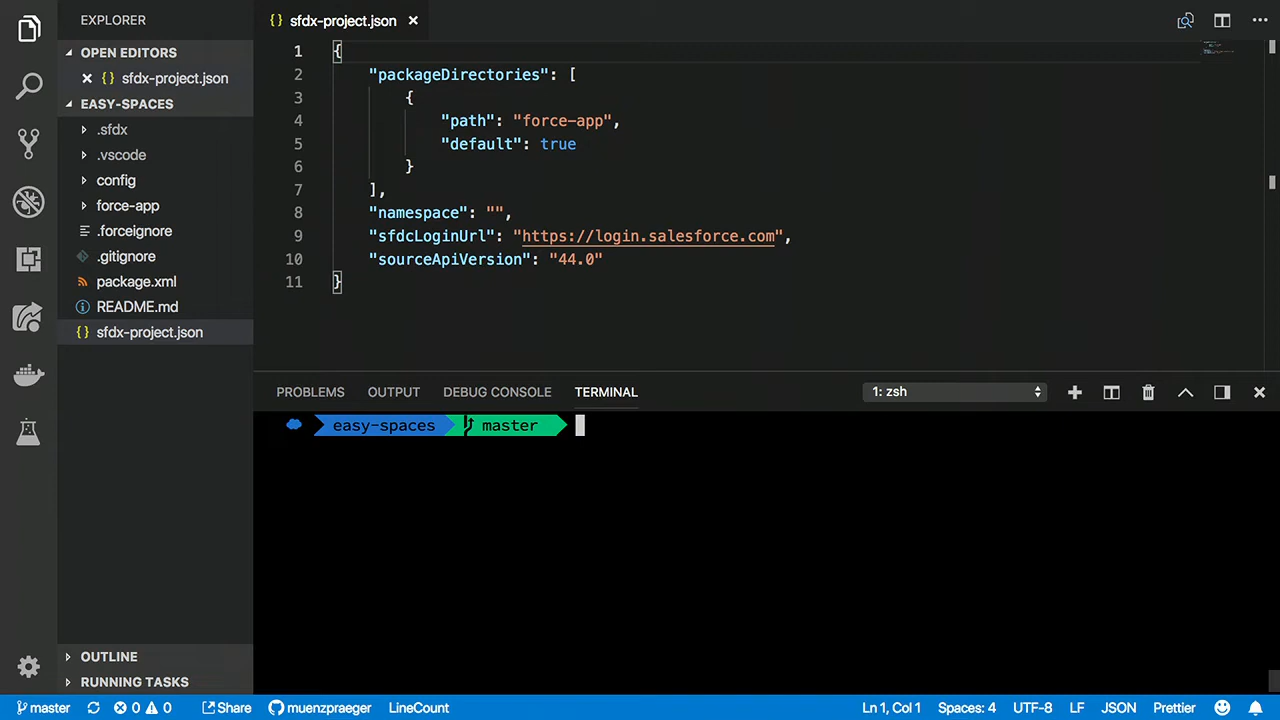 EXPLORER
OPEN EDITORS
{} sfdx-project.json
EASY-SPACES
.sfdx
.vscode
config
force-app
.forceignore
.gitignore
package.xml
README.md
{} sfdx-project.json
OUTLINE
RUNNING TASKS
{} sfdx-project.json
1 {
2 "packageDirectories": [
3 {
4 "path": "force-app",
5 "default": true
6 }
7 ],
8 "namespace": "",
9 "sfdcLoginUrl": "https://login.salesforce.com",
10 "sourceApiVersion": "44.0"
11 }
PROBLEMS OUTPUT DEBUG CONSOLE TERMINAL 1: zsh
easy-spaces master
master 0 0 Share muenzpraeger LineCount Ln 1, Col 1 Spaces: 4 UTF-8 LF JSON Prettier